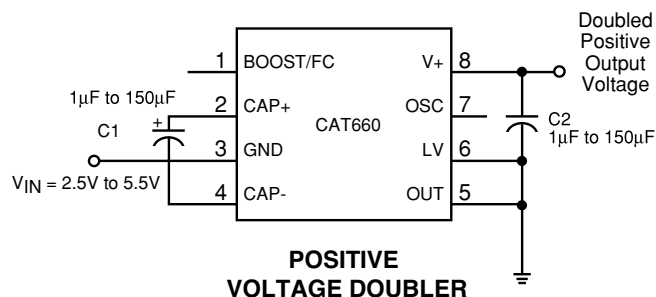 Doubled
Positive
Output
Voltage
1 BOOST/FC V+ 8
1µF to 150µF
+
C1
2 CAP+ OSC 7
CAT660
C2
1µF to 150µF
3 GND LV 6
VIN = 2.5V to 5.5V
4 CAP- OUT 5
POSITIVE
VOLTAGE DOUBLER